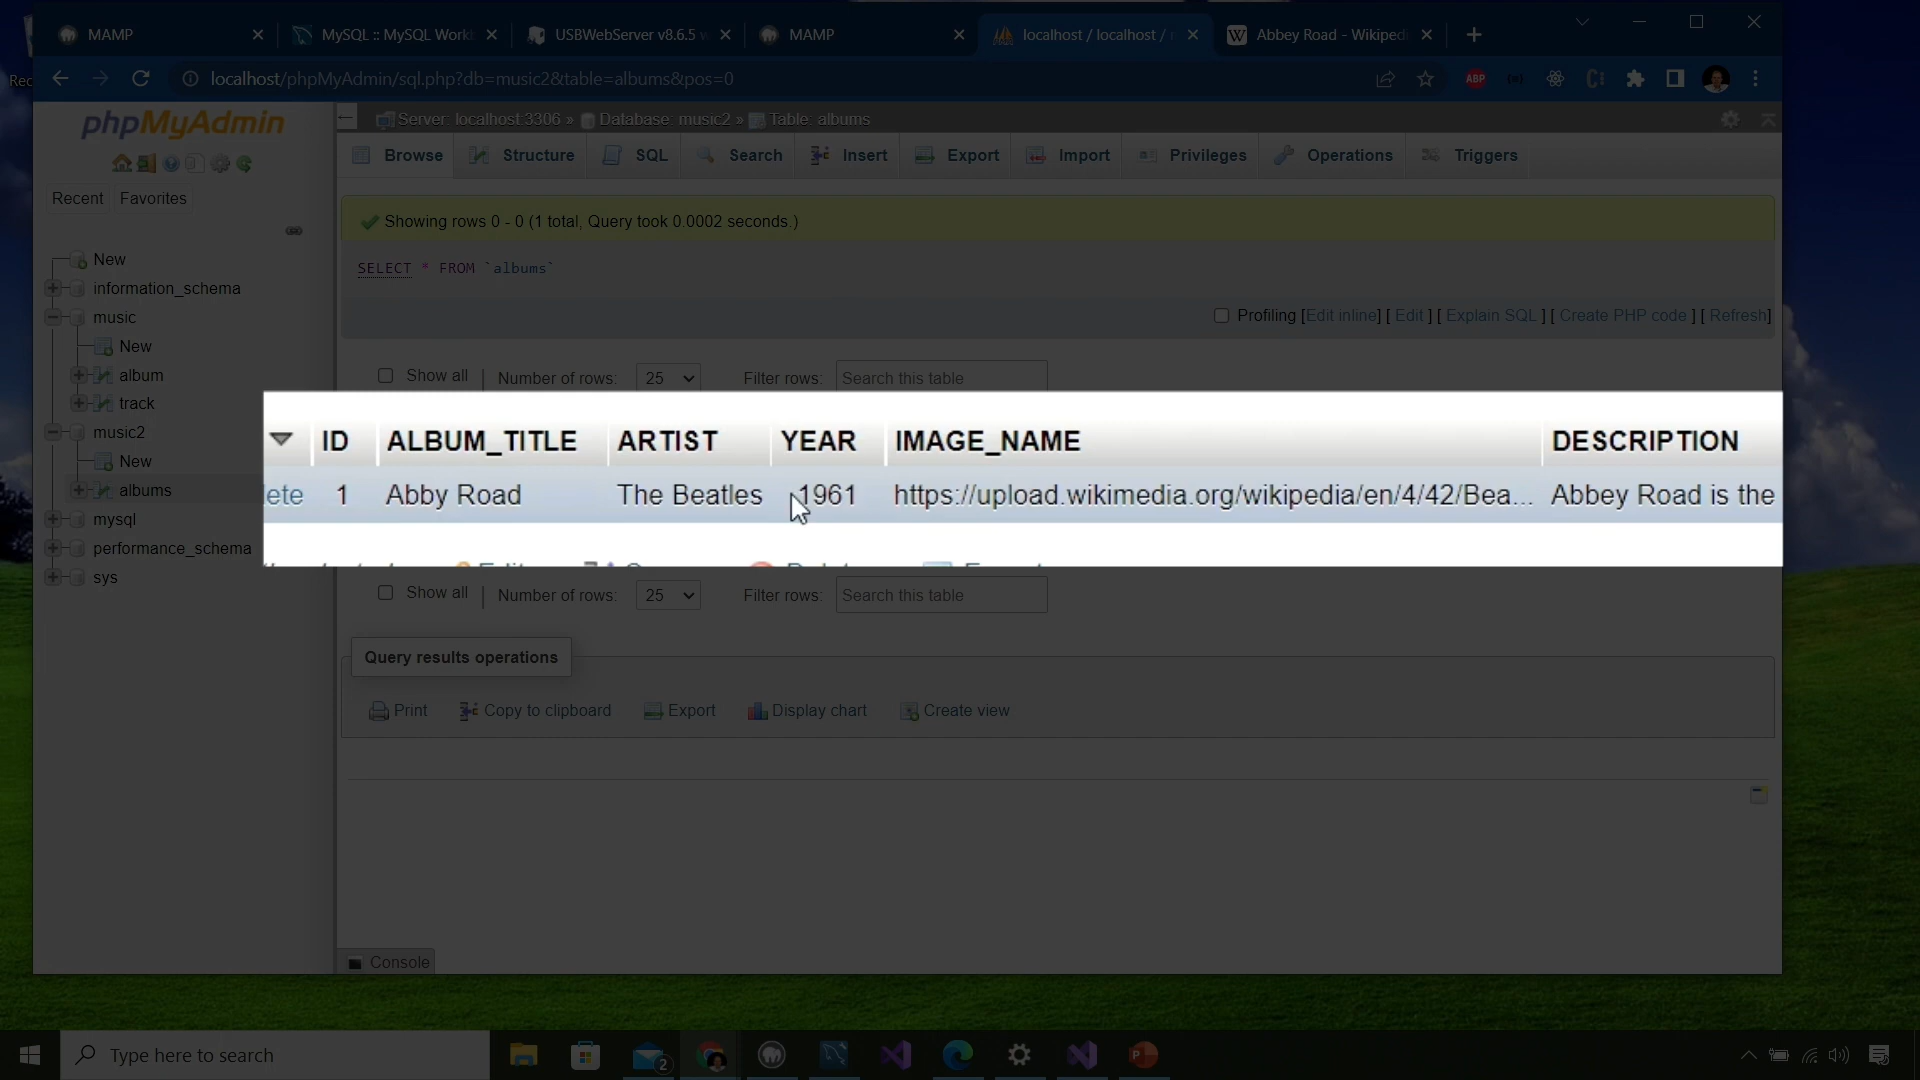 MAMP
MySQL :: MySQL Workb
USBWebServer v8.6.5 w
MAMP
localhost / localhost /
Abbey Road - Wikiped
Rec
localhost/phpMyAdmin/sql.php?db=music2&table=albums&pos=0
ABP
phpMyAdmin
Recent Favorites
New
information_schema
music
New
album
track
music2
New
albums
mysql
performance_schema
sys
Server: localhost:3306 » Database: music2 » Table: albums
Browse Structure SQL Search Insert Export Import Privileges Operations Triggers
Showing rows 0 - 0 (1 total, Query took 0.0002 seconds.)
SELECT * FROM `albums`
Profiling [Edit inline] [ Edit ] [ Explain SQL ] [ Create PHP code ] [ Refresh]
Show all | Number of rows: 25 Filter rows: Search this table
ID ALBUM_TITLE ARTIST YEAR IMAGE_NAME DESCRIPTION
lete 1 Abby Road The Beatles 1961 https://upload.wikimedia.org/wikipedia/en/4/42/Bea... Abbey Road is the
Show all | Number of rows: 25 Filter rows: Search this table
Query results operations
Print Copy to clipboard Export Display chart Create view
Console
Type here to search
2